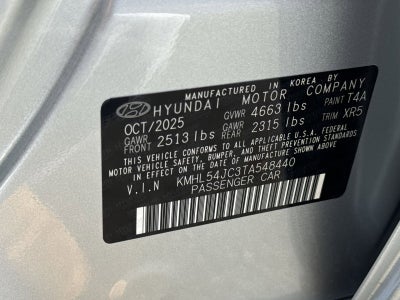 MANUFACTURED IN KOREA BY
HYUNDAI MOTOR COMPANY
OCT/2025 GVWR 4663 lbs PAINT T4A
GAWR FRONT 2513 lbs GAWR REAR 2315 lbs TRIM XR5
THIS VEHICLE CONFORMS TO ALL APPLICABLE U.S.A. FEDERAL
MOTOR VEHICLE SAFETY, BUMPER, AND THEFT PREVENTION STANDARDS
IN EFFECT ON THE DATE OF MANUFACTURE SHOWN ABOVE.
V.I.N KMHL54JC3TA548440
PASSENGER CAR